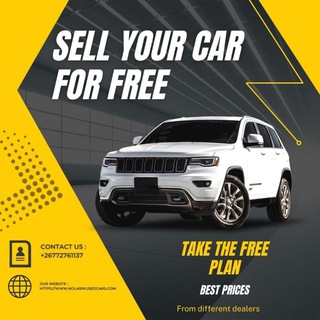 SELL YOUR CAR
FOR FREE
CONTACT US :
+26772761137
OUR WEBSITE :
TAKE THE FREE
PLAN
BEST PRICES
From different dealers